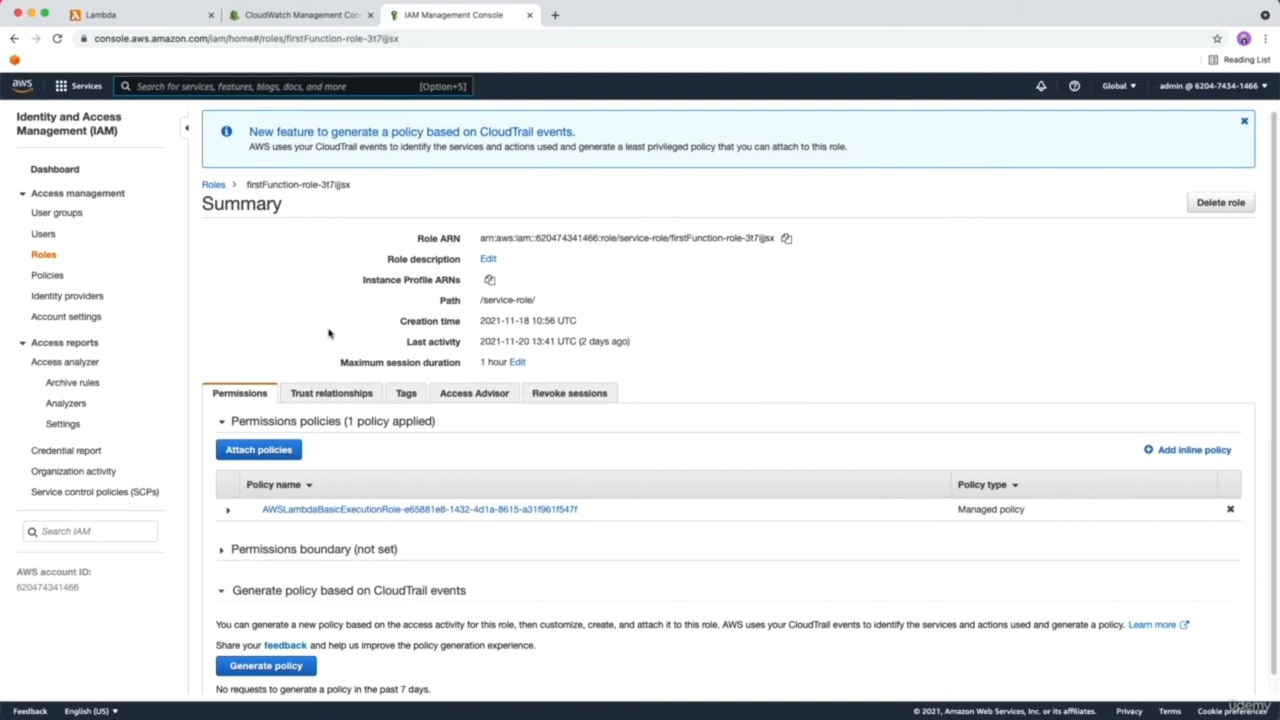 Lambda
CloudWatch Management Con
IAM Management Console
console.aws.amazon.com/iam/home#/roles/firstFunction-role-3t7ijjsx
Reading List
aws
Services
Search for services, features, blogs, docs, and more
[Option+S]
Global
admin @ 6204-7434-1466
Identity and Access
Management (IAM)
Dashboard
Access management
User groups
Users
Roles
Policies
Identity providers
Account settings
Access reports
Access analyzer
Archive rules
Analyzers
Settings
Credential report
Organization activity
Service control policies (SCPs)
Search IAM
AWS account ID:
620474341466
New feature to generate a policy based on CloudTrail events.
AWS uses your CloudTrail events to identify the services and actions used and generate a least privileged policy that you can attach to this role.
Roles > firstFunction-role-3t7ijjsx
Summary
Delete role
Role ARN arn:aws:iam::620474341466:role/service-role/firstFunction-role-3t7ijjsx
Role description Edit
Instance Profile ARNs
Path /service-role/
Creation time 2021-11-18 10:56 UTC
Last activity 2021-11-20 13:41 UTC (2 days ago)
Maximum session duration 1 hour Edit
Permissions
Trust relationships
Tags
Access Advisor
Revoke sessions
Permissions policies (1 policy applied)
Attach policies
Add inline policy
Policy name
Policy type
AWSLambdaBasicExecutionRole-e65881e8-1432-4d1a-8615-a31f961f547f
Managed policy
Permissions boundary (not set)
Generate policy based on CloudTrail events
You can generate a new policy based on the access activity for this role, then customize, create, and attach it to this role. AWS uses your CloudTrail events to identify the services and actions used and generate a policy. Learn more
Share your feedback and help us improve the policy generation experience.
Generate policy
No requests to generate a policy in the past 7 days.
Feedback
English (US)
© 2021, Amazon Web Services, Inc. or its affiliates.
Privacy
Terms
Cookie preferences
udemy